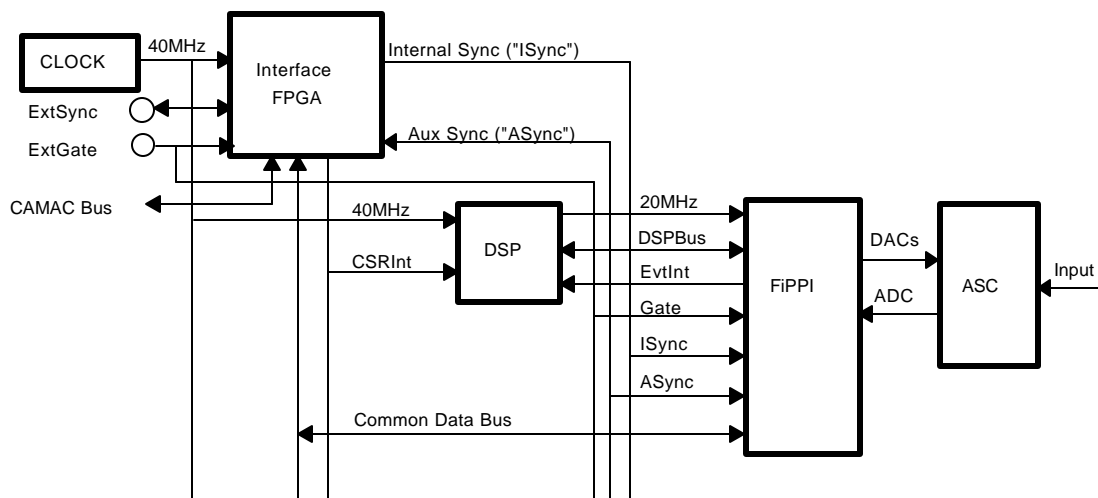 40MHz
CLOCK
Interface
FPGA
Internal Sync ("ISync")
ExtSync
ExtGate
Aux Sync ("ASync")
CAMAC Bus
40MHz
20MHz
DSP
DSPBus
CSRInt
EvtInt
FiPPI
DACs
ADC
ASC
Input
Gate
ISync
ASync
Common Data Bus